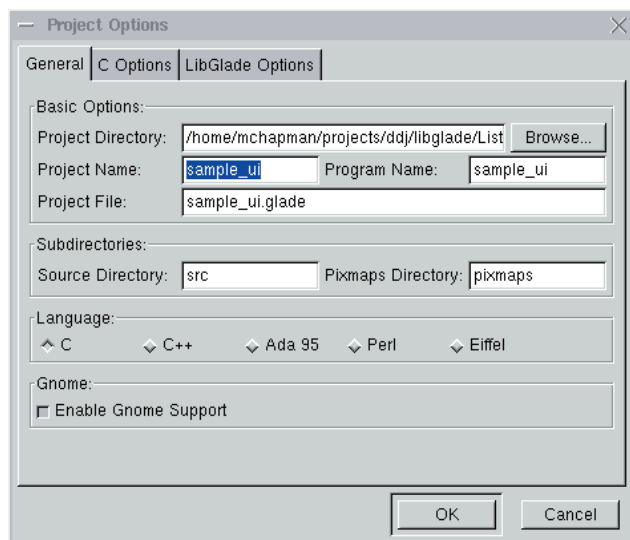 Project Options
General C Options LibGlade Options
Basic Options:
Project Directory: /home/mchapman/projects/ddj/libglade/List Browse...
Project Name: sample_ui Program Name: sample_ui
Project File: sample_ui.glade
Subdirectories:
Source Directory: src Pixmaps Directory: pixmaps
Language:
C C++ Ada 95 Perl Eiffel
Gnome:
Enable Gnome Support
OK Cancel